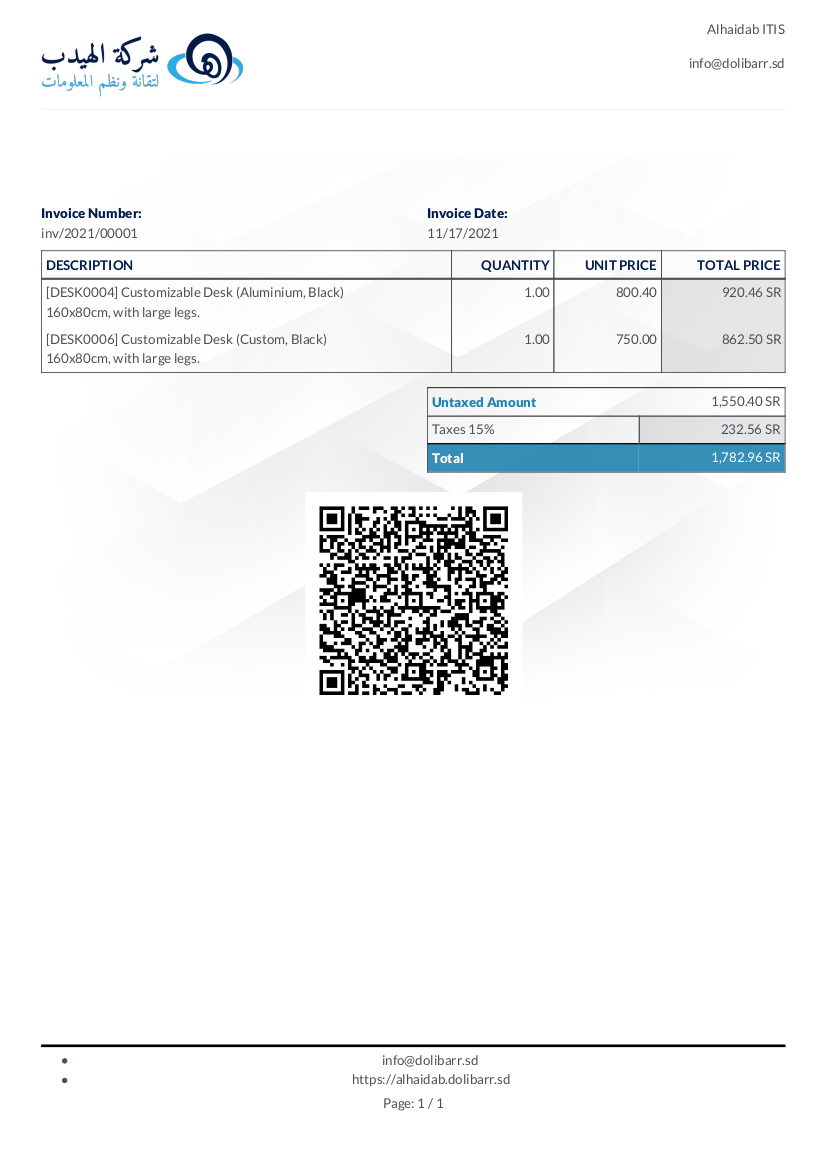 شركة الهيدب
لتقانة ونظم المعلومات
Alhaidab ITIS
info@dolibarr.sd
Invoice Number:
inv/2021/00001
Invoice Date:
11/17/2021
DESCRIPTION QUANTITY UNIT PRICE TOTAL PRICE
[DESK0004] Customizable Desk (Aluminium, Black) 1.00 800.40 920.46 SR
160x80cm, with large legs.
[DESK0006] Customizable Desk (Custom, Black) 1.00 750.00 862.50 SR
160x80cm, with large legs.
Untaxed Amount 1,550.40 SR
Taxes 15% 232.56 SR
Total 1,782.96 SR
• info@dolibarr.sd
• https://alhaidab.dolibarr.sd
Page: 1 / 1